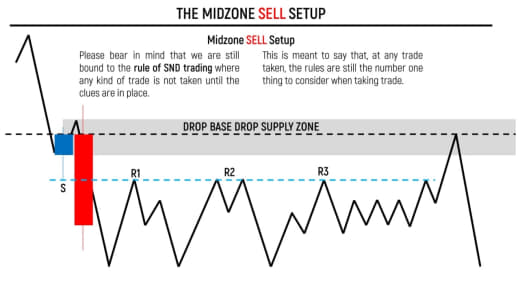 THE MIDZONE SELL SETUP
Midzone SELL Setup
Please bear in mind that we are still
bound to the rule of SND trading where
any kind of trade is not taken until the
clues are in place.
This is meant to say that, at any trade
taken, the rules are still the number one
thing to consider when taking trade.
DROP BASE DROP SUPPLY ZONE
R1
R2
R3
S